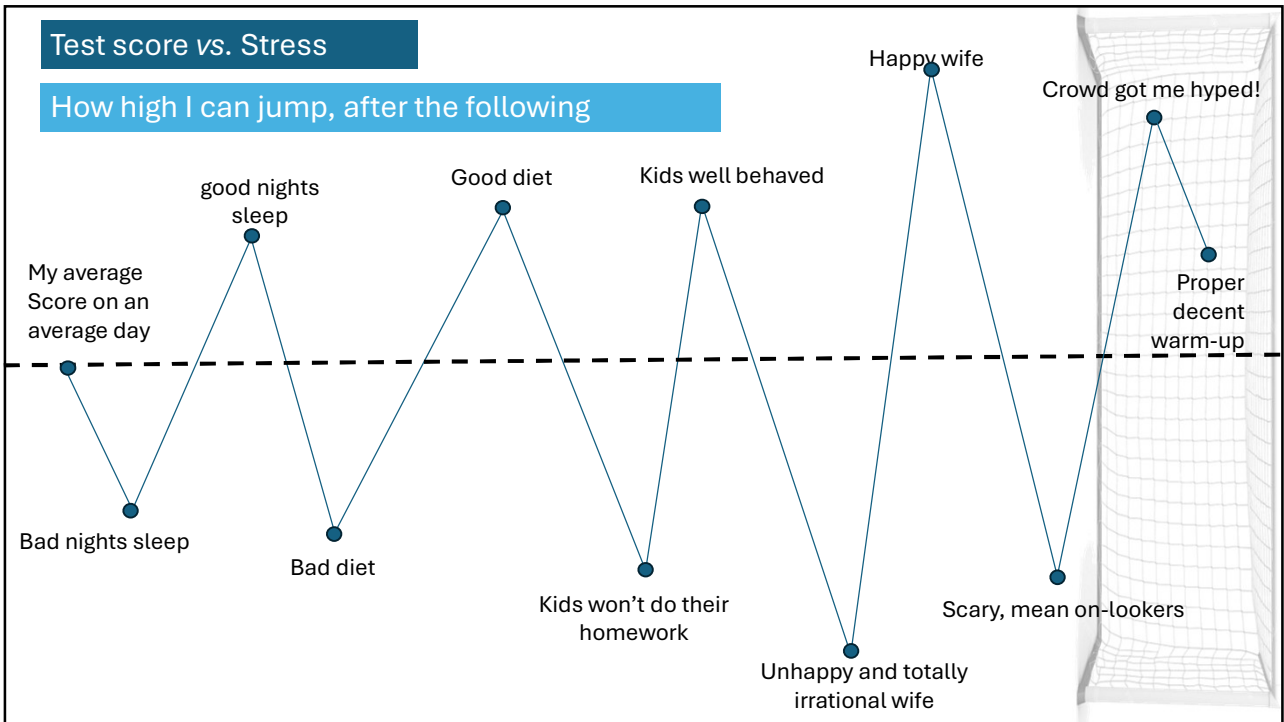 Test score vs. Stress
How high I can jump, after the following
Happy wife
Crowd got me hyped!
good nights
sleep
Good diet
Kids well behaved
My average
Score on an
average day
Proper
decent
warm-up
Bad nights sleep
Bad diet
Kids won’t do their
homework
Scary, mean on-lookers
Unhappy and totally
irrational wife